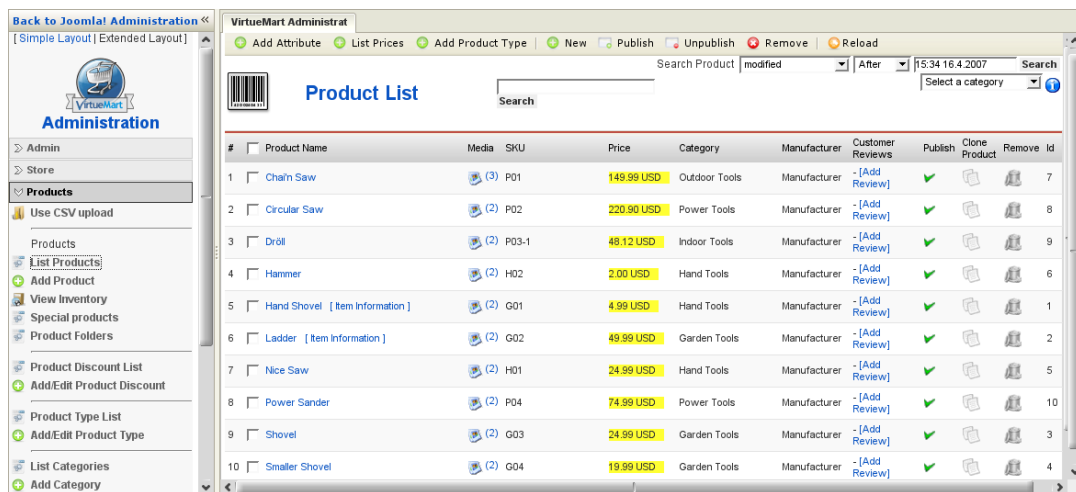 Back to Joomla! Administration «
[ Simple Layout | Extended Layout ]
VirtueMart
Administration
Admin
Store
Products
Use CSV upload
Products
List Products
Add Product
View Inventory
Special products
Product Folders
Product Discount List
Add/Edit Product Discount
Product Type List
Add/Edit Product Type
List Categories
Add Category
VirtueMart Administrat
Add Attribute List Prices Add Product Type New Publish Unpublish Remove Reload
Search Product modified After 15:34 16.4.2007 Search
Select a category
Product List
Search
# Product Name Media SKU Price Category Manufacturer Customer Reviews Publish Clone Product Remove Id
1 Chai'n Saw (3) P01 149.99 USD Outdoor Tools Manufacturer - [Add Review] 7
2 Circular Saw (2) P02 220.90 USD Power Tools Manufacturer - [Add Review] 8
3 Dröll (2) P03-1 48.12 USD Indoor Tools Manufacturer - [Add Review] 9
4 Hammer (2) H02 2.00 USD Hand Tools Manufacturer - [Add Review] 6
5 Hand Shovel [ Item Information ] (2) G01 4.99 USD Hand Tools Manufacturer - [Add Review] 1
6 Ladder [ Item Information ] (2) G02 49.99 USD Garden Tools Manufacturer - [Add Review] 2
7 Nice Saw (2) H01 24.99 USD Hand Tools Manufacturer - [Add Review] 5
8 Power Sander (2) P04 74.99 USD Power Tools Manufacturer - [Add Review] 10
9 Shovel (2) G03 24.99 USD Garden Tools Manufacturer - [Add Review] 3
10 Smaller Shovel (2) G04 19.99 USD Garden Tools Manufacturer - [Add Review] 4